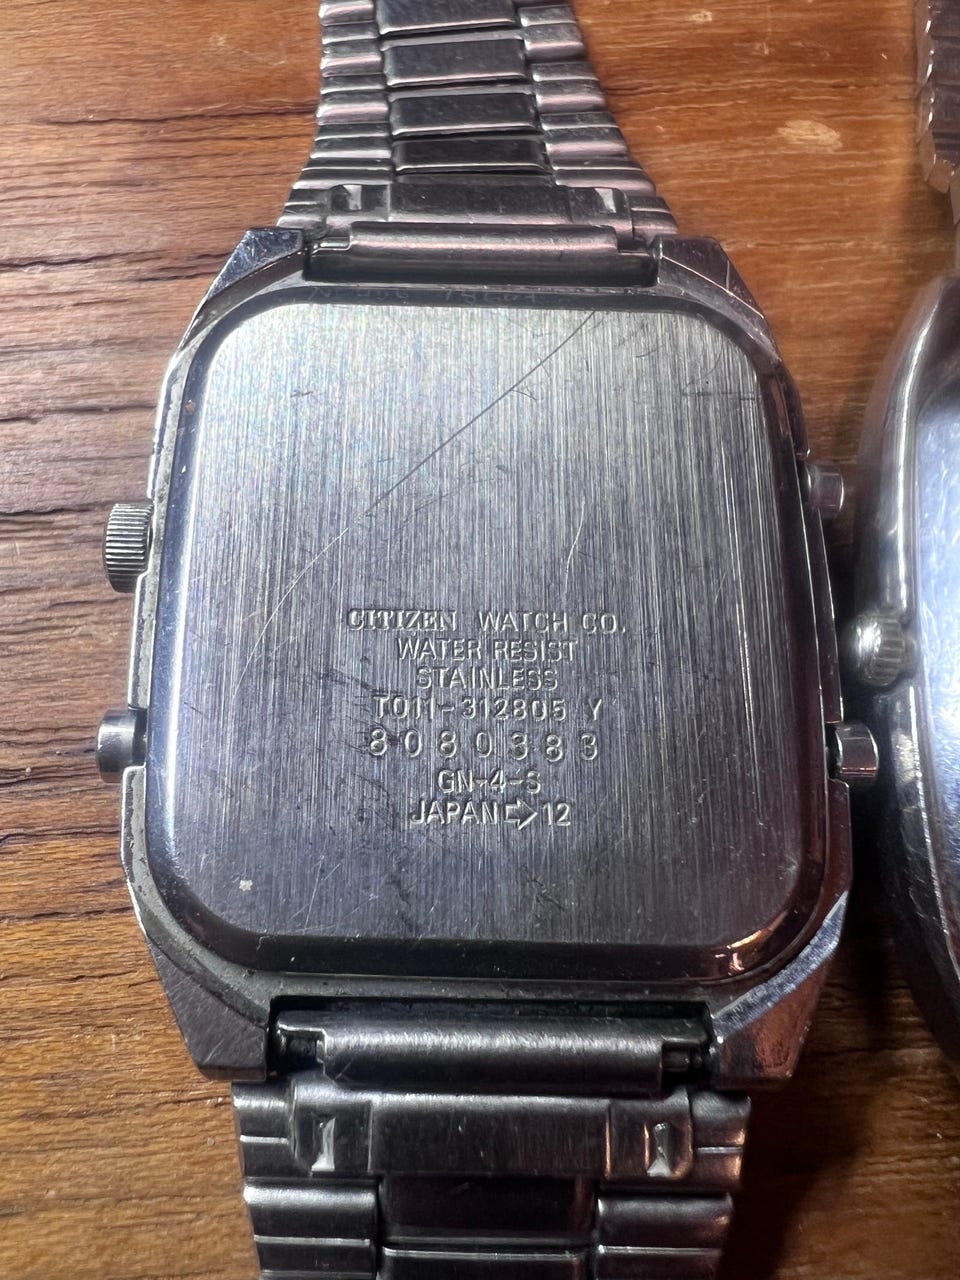 CITIZEN WATCH CO.
WATER RESIST
STAINLESS
T011-312805 Y
8080383
GN-4-S
JAPAN⇨12